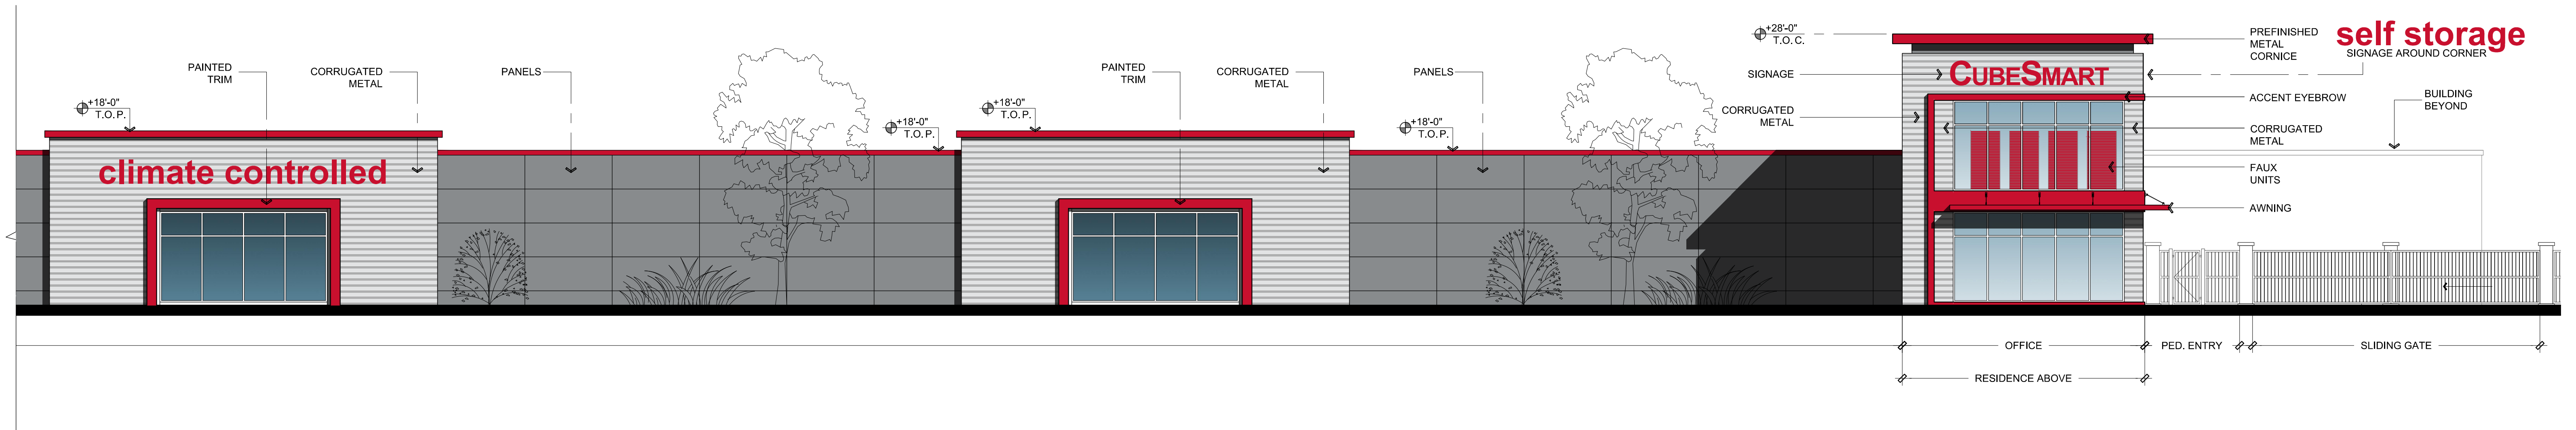 PAINTED
TRIM
CORRUGATED
METAL
PANELS
+18'-0"
T.O.P.
climate controlled
+18'-0"
T.O.P.
+18'-0"
T.O.P.
PAINTED
TRIM
CORRUGATED
METAL
PANELS
+18'-0"
T.O.P.
+28'-0"
T.O.C.
SIGNAGE
CORRUGATED
METAL
CUBESMART
PREFINISHED
METAL
CORNICE
self storage
SIGNAGE AROUND CORNER
ACCENT EYEBROW
BUILDING
BEYOND
CORRUGATED
METAL
FAUX
UNITS
AWNING
OFFICE
PED. ENTRY
SLIDING GATE
RESIDENCE ABOVE